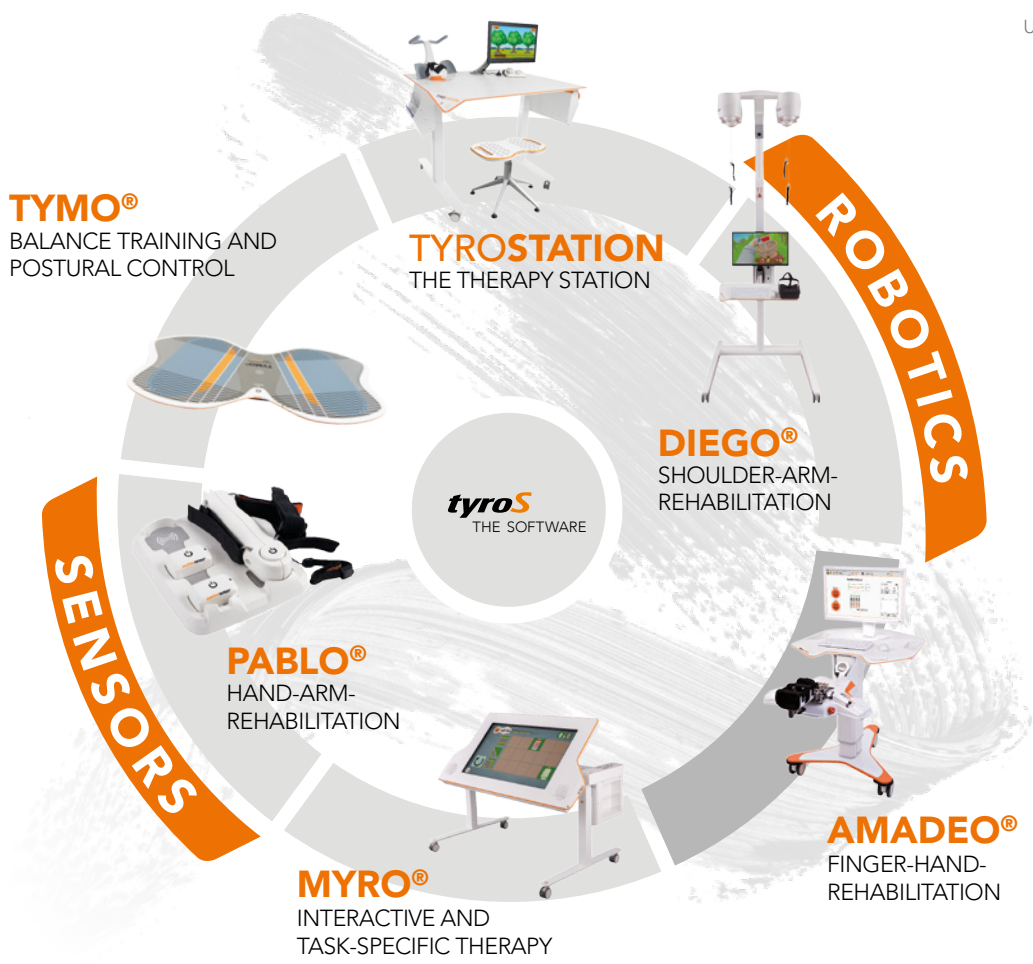 U
TYMO®
BALANCE TRAINING AND
POSTURAL CONTROL
TYROSTATION
THE THERAPY STATION
ROBOTICS
DIEGO®
SHOULDER-ARM-
REHABILITATION
tyroS
THE SOFTWARE
SENSORS
PABLO®
HAND-ARM-
REHABILITATION
AMADEO®
FINGER-HAND-
REHABILITATION
MYRO®
INTERACTIVE AND
TASK-SPECIFIC THERAPY